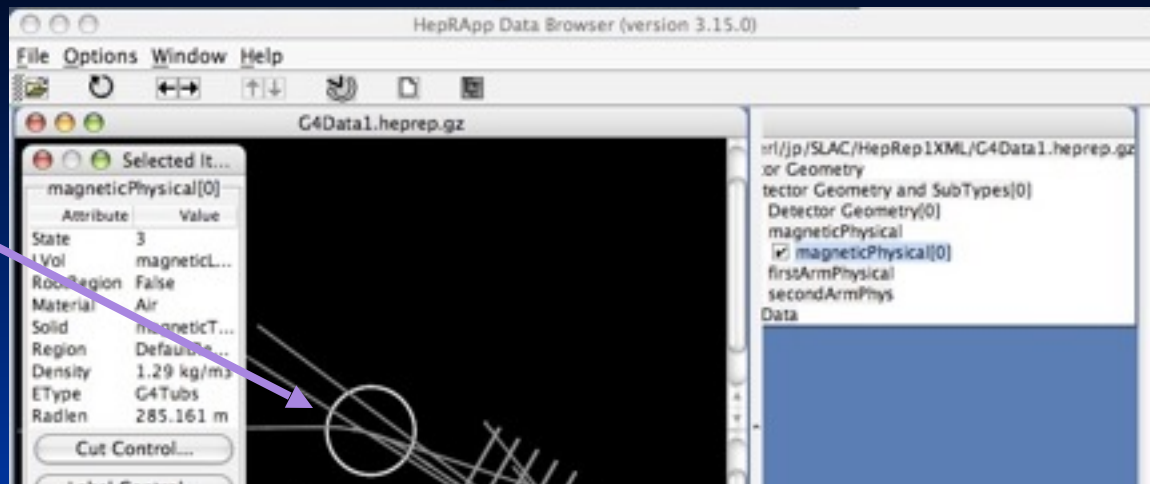 HepRApp Data Browser (version 3.15.0)
File Options Window Help
G4Data1.heprep.gz
Selected It...
magneticPhysical[0]
Attribute Value
State 3
LVol magneticL...
RootRegion False
Material Air
Solid magneticT...
Region DefaultRe...
Density 1.29 kg/m3
EType G4Tubs
Radlen 285.161 m
Cut Control...
Label Control...
erl/jp/SLAC/HepRep1XML/G4Data1.heprep.gz
or Geometry
tector Geometry and SubTypes[0]
Detector Geometry[0]
magneticPhysical
magneticPhysical[0]
firstArmPhysical
secondArmPhys
Data